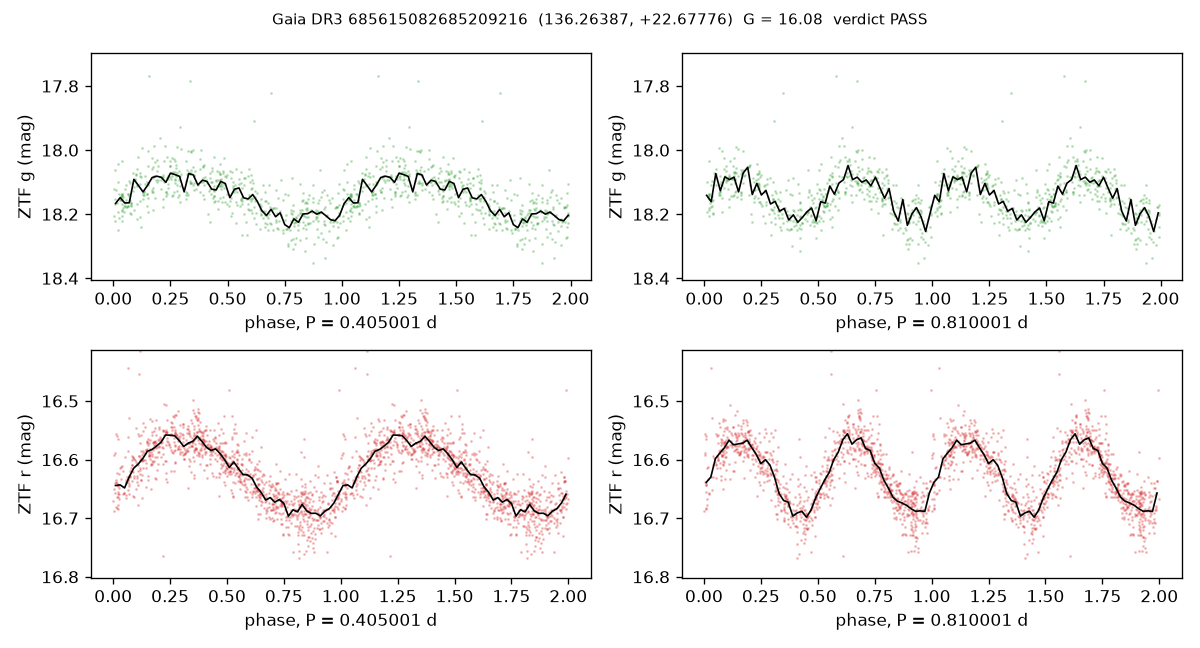 Gaia DR3 685615082685209216 (136.26387, +22.67776) G = 16.08 verdict PASS
ZTF g (mag)
17.8
18.0
18.2
18.4
0.00 0.25 0.50 0.75 1.00 1.25 1.50 1.75 2.00
phase, P = 0.405001 d
ZTF g (mag)
17.8
18.0
18.2
18.4
0.00 0.25 0.50 0.75 1.00 1.25 1.50 1.75 2.00
phase, P = 0.810001 d
ZTF r (mag)
16.5
16.6
16.7
16.8
0.00 0.25 0.50 0.75 1.00 1.25 1.50 1.75 2.00
phase, P = 0.405001 d
ZTF r (mag)
16.5
16.6
16.7
16.8
0.00 0.25 0.50 0.75 1.00 1.25 1.50 1.75 2.00
phase, P = 0.810001 d